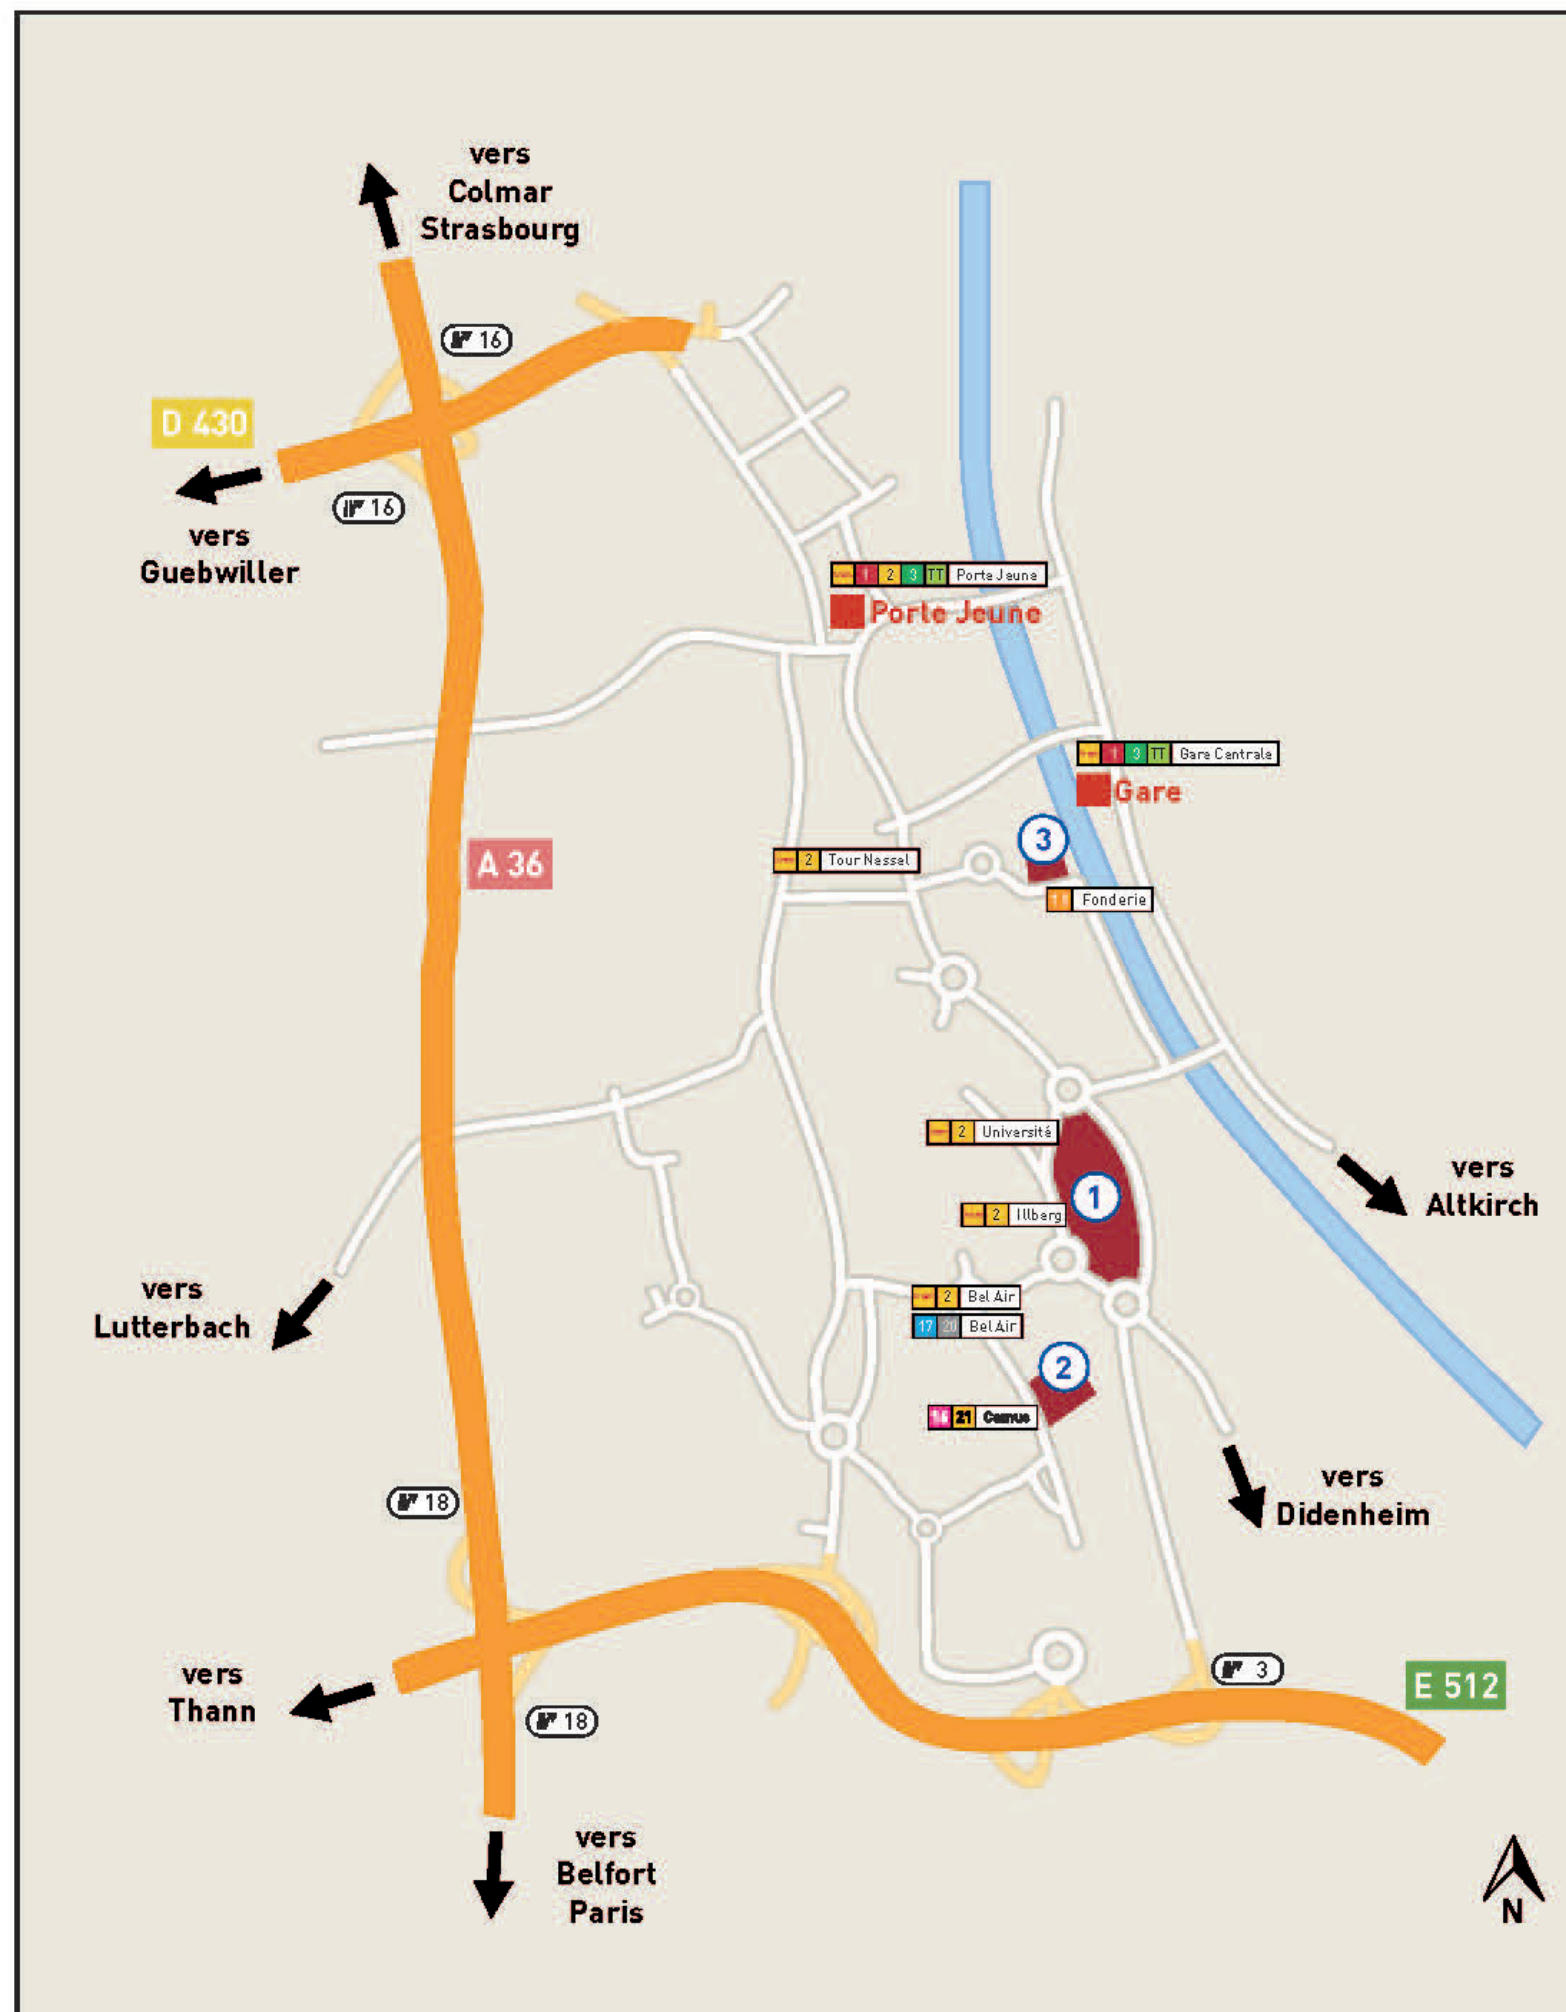 vers
Colmar
Strasbourg
16
D 430
16
vers
Guebwiller
1 2 3 TT Porte Jeune
Porte Jeune
1 3 TT Gare Centrale
Gare
3
A 36
2 Tour Nessel
Fonderie
2 Université
1
vers
Altkirch
2 Illberg
vers
Lutterbach
2 Bel Air
17 20 Bel Air
2
21 Camus
vers
Didenheim
18
vers
Thann
3
E 512
18
vers
Belfort
Paris
N